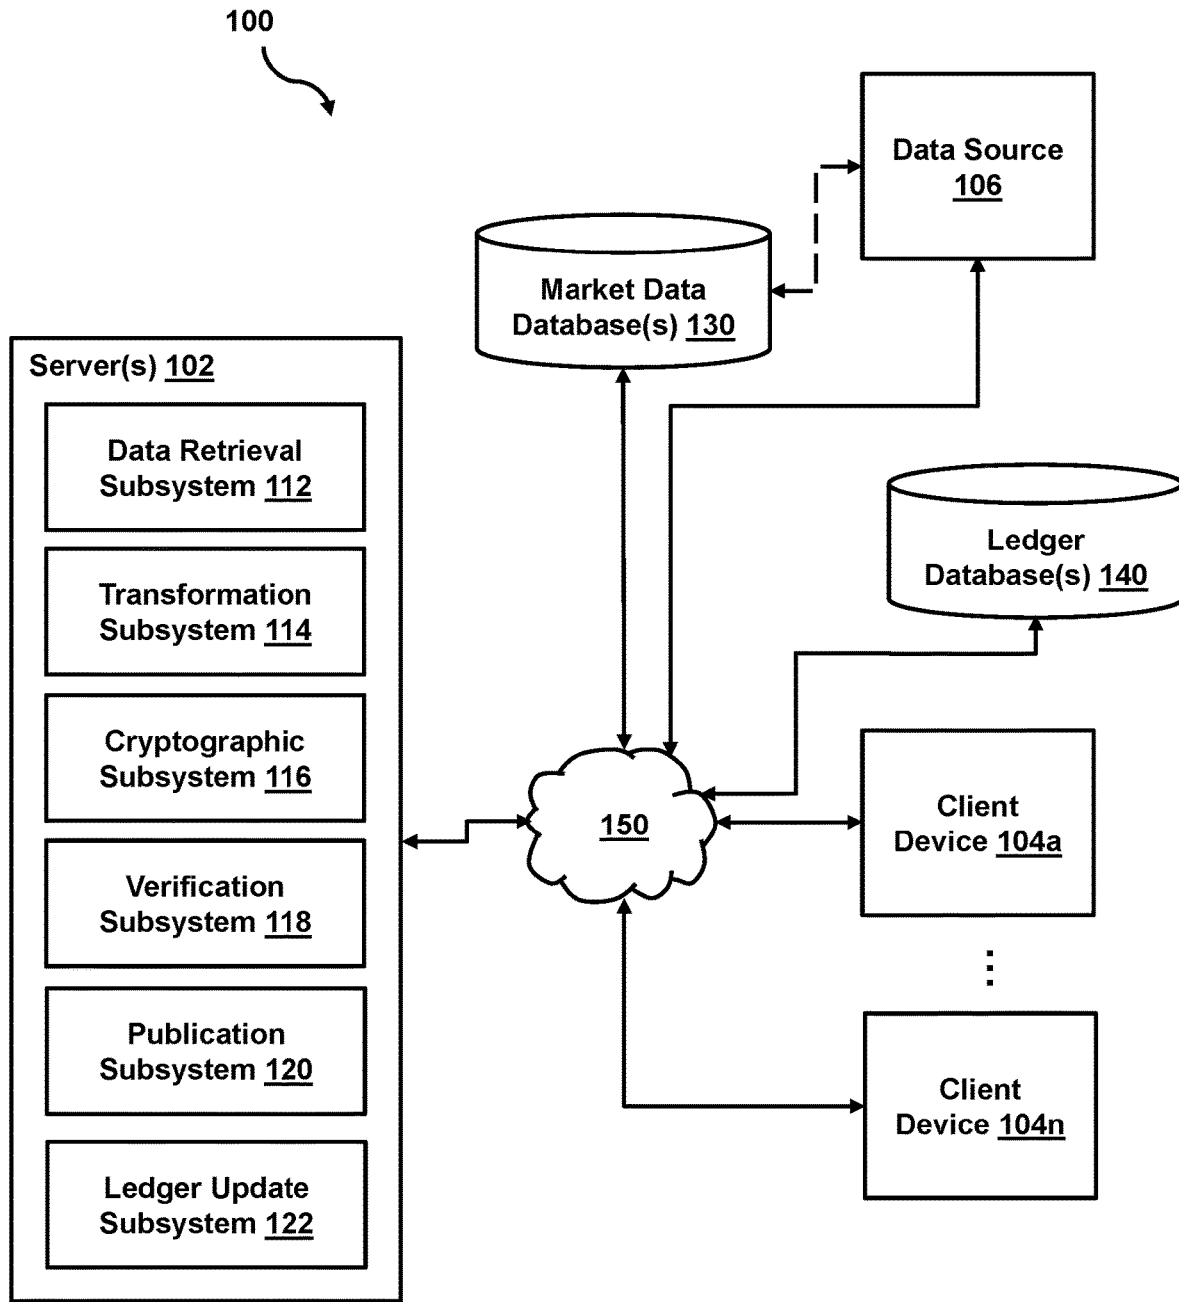 100
Data Source
106
Market Data
Database(s) 130
Server(s) 102
Data Retrieval
Subsystem 112
Transformation
Subsystem 114
Cryptographic
Subsystem 116
Verification
Subsystem 118
Publication
Subsystem 120
Ledger Update
Subsystem 122
Ledger
Database(s) 140
150
Client
Device 104a
⋮
Client
Device 104n